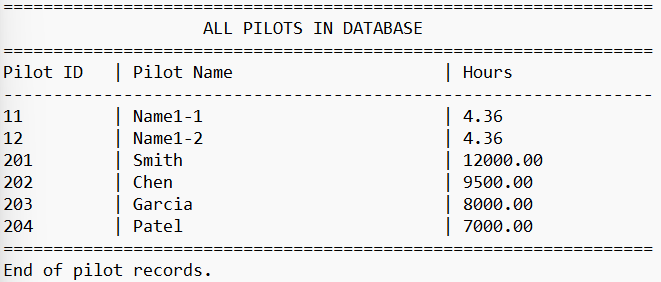 =================================================================
                    ALL PILOTS IN DATABASE
=================================================================
Pilot ID   | Pilot Name                     | Hours
-----------------------------------------------------------------
11         | Name1-1                        | 4.36
12         | Name1-2                        | 4.36
201        | Smith                          | 12000.00
202        | Chen                           | 9500.00
203        | Garcia                         | 8000.00
204        | Patel                          | 7000.00
=================================================================
End of pilot records.